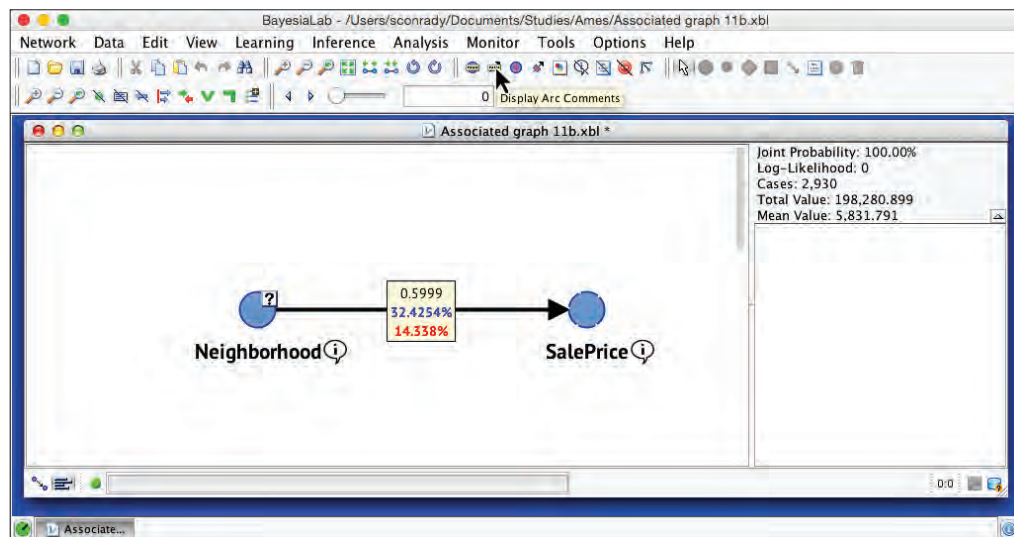 BayesiaLab - /Users/sconrady/Documents/Studies/Ames/Associated graph 11b.xbl
Network Data Edit View Learning Inference Analysis Monitor Tools Options Help
0
Display Arc Comments
Associated graph 11b.xbl *
Joint Probability: 100.00%
Log-Likelihood: 0
Cases: 2,930
Total Value: 198,280.899
Mean Value: 5,831.791
?
0.5999
32.4254%
14.338%
Neighborhood
SalePrice
0:0
Associate...